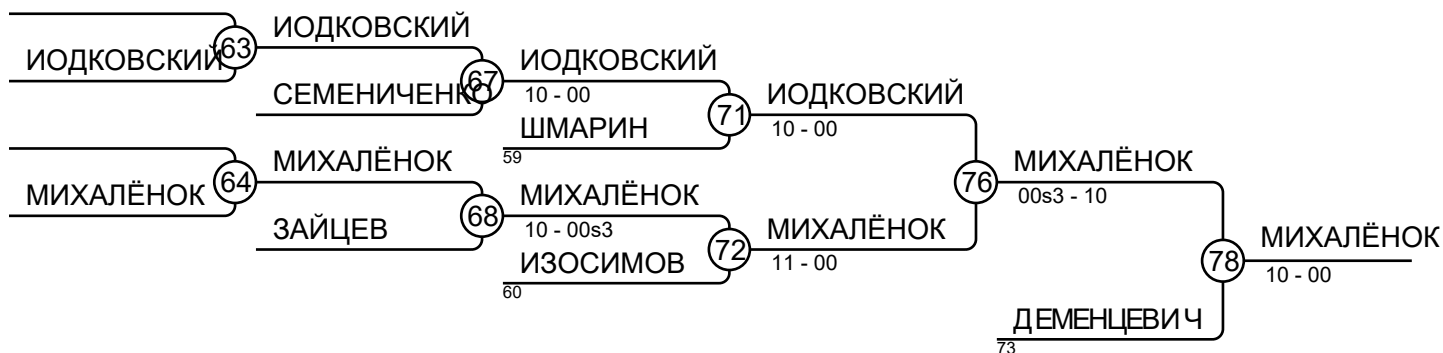 ИОДКОВСКИЙ
63
ИОДКОВСКИЙ
СЕМЕНИЧЕНКО
67
ИОДКОВСКИЙ
10 - 00
ШМАРИН
59
71
ИОДКОВСКИЙ
10 - 00
МИХАЛЁНОК
64
МИХАЛЁНОК
ЗАЙЦЕВ
68
МИХАЛЁНОК
10 - 00s3
ИЗОСИМОВ
60
72
МИХАЛЁНОК
11 - 00
76
МИХАЛЁНОК
00s3 - 10
ДЕМЕНЦЕВИЧ
73
78
МИХАЛЁНОК
10 - 00